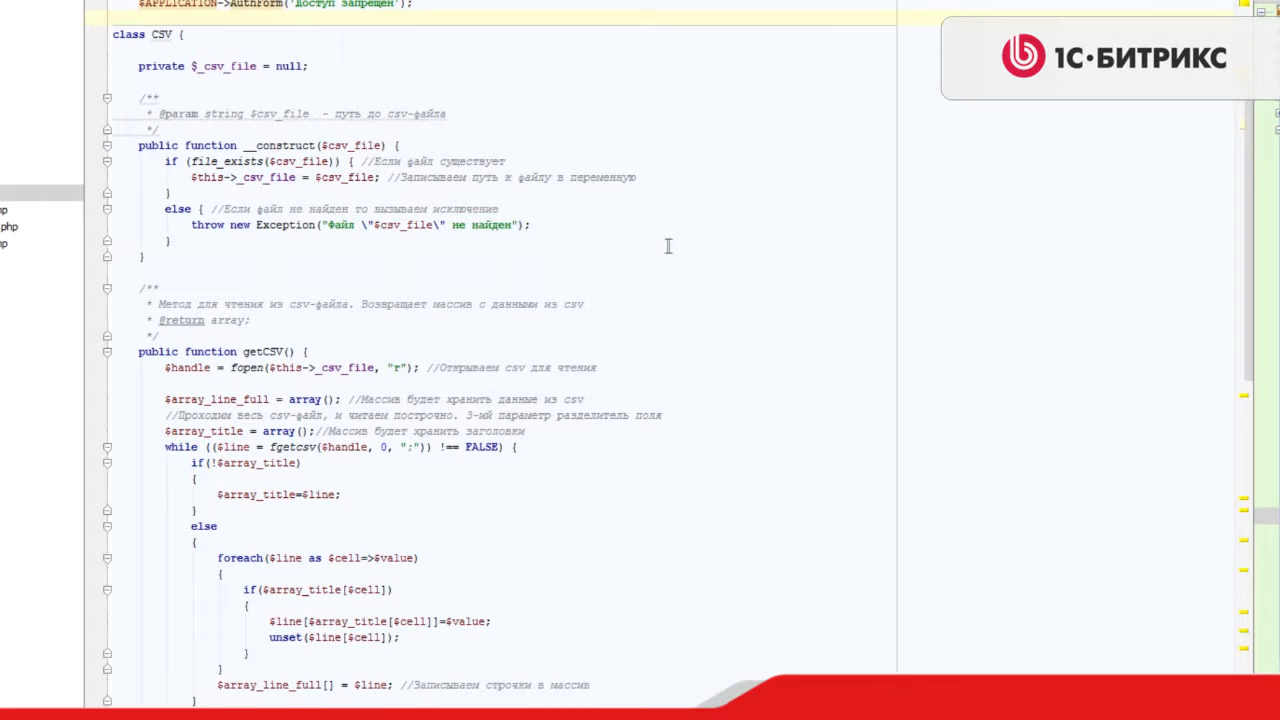 $APPLICATION->AuthForm('Доступ запрещен');
class CSV {
private $_csv_file = null;
/**
* @param string $csv_file - путь до csv-файла
*/
public function __construct($csv_file) {
if (file_exists($csv_file)) { //Если файл существует
$this->_csv_file = $csv_file; //Записываем путь к файлу в переменную
}
else { //Если файл не найден то вызываем исключение
throw new Exception("Файл \"$csv_file\" не найден");
}
}
/**
* Метод для чтения из csv-файла. Возвращает массив с данными из csv
* @return array;
*/
public function getCSV() {
$handle = fopen($this->_csv_file, "r"); //Открываем csv для чтения
$array_line_full = array(); //Массив будет хранить данные из csv
//Проходим весь csv-файл, и читаем построчно. 3-ий параметр разделитель поля
$array_title = array();//Массив будет хранить заголовки
while (($line = fgetcsv($handle, 0, ";")) !== FALSE) {
if(!$array_title)
{
$array_title=$line;
}
else
{
foreach($line as $cell=>$value)
{
if($array_title[$cell])
{
$line[$array_title[$cell]]=$value;
unset($line[$cell]);
}
}
$array_line_full[] = $line; //Записываем строчки в массив
}
1С·БИТРИКС
.php